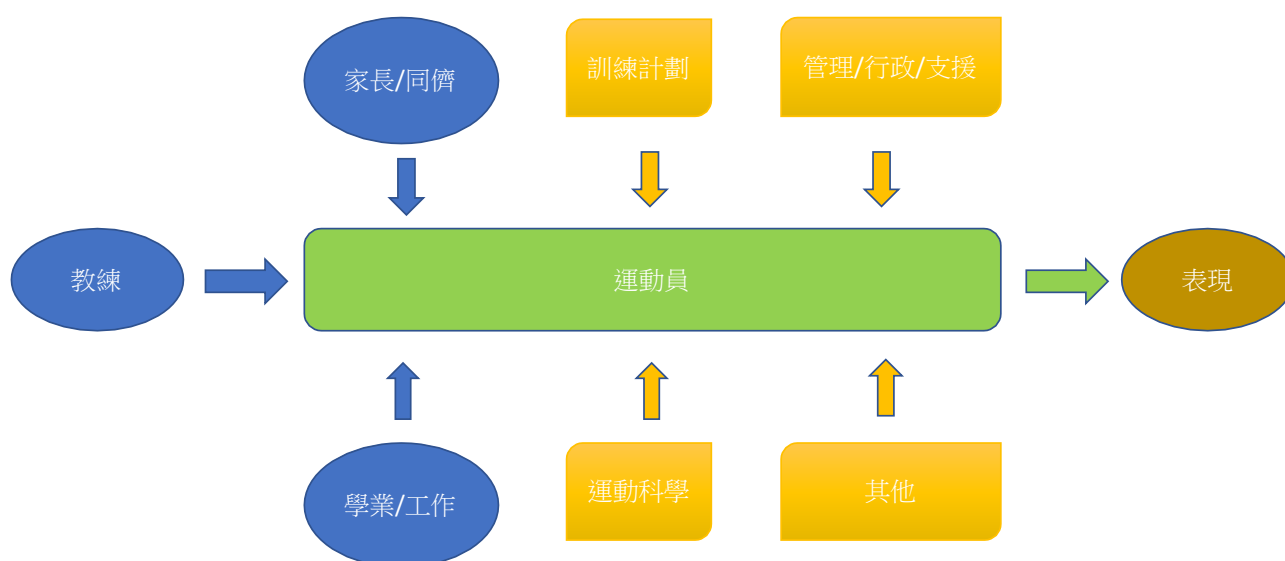 家長/同儕
訓練計劃
管理/行政/支援
教練
運動員
表現
學業/工作
運動科學
其他